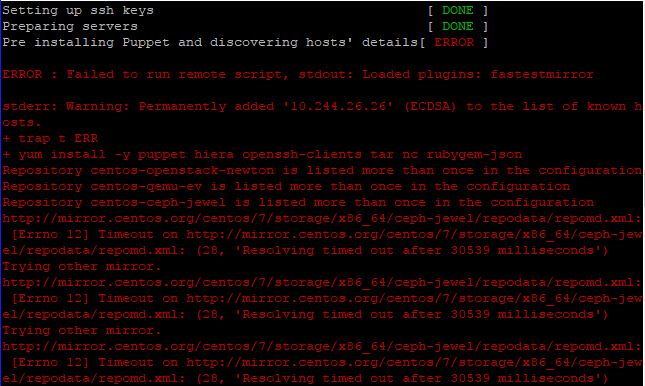 Setting up ssh keys [ DONE ]
Preparing servers [ DONE ]
Pre installing Puppet and discovering hosts' details[ ERROR ]
ERROR : Failed to run remote script, stdout: Loaded plugins: fastestmirror
stderr: Warning: Permanently added '10.244.26.26' (ECDSA) to the list of known h
osts.
+ trap t ERR
+ yum install -y puppet hiera openssh-clients tar nc rubygem-json
Repository centos-openstack-newton is listed more than once in the configuration
Repository centos-qemu-ev is listed more than once in the configuration
Repository centos-ceph-jewel is listed more than once in the configuration
http://mirror.centos.org/centos/7/storage/x86_64/ceph-jewel/repodata/repomd.xml:
[Errno 12] Timeout on http://mirror.centos.org/centos/7/storage/x86_64/ceph-jew
el/repodata/repomd.xml: (28, 'Resolving timed out after 30539 milliseconds')
Trying other mirror.
http://mirror.centos.org/centos/7/storage/x86_64/ceph-jewel/repodata/repomd.xml:
[Errno 12] Timeout on http://mirror.centos.org/centos/7/storage/x86_64/ceph-jew
el/repodata/repomd.xml: (28, 'Resolving timed out after 30539 milliseconds')
Trying other mirror.
http://mirror.centos.org/centos/7/storage/x86_64/ceph-jewel/repodata/repomd.xml:
[Errno 12] Timeout on http://mirror.centos.org/centos/7/storage/x86_64/ceph-jew
el/repodata/repomd.xml: (28, 'Resolving timed out after 30539 milliseconds')